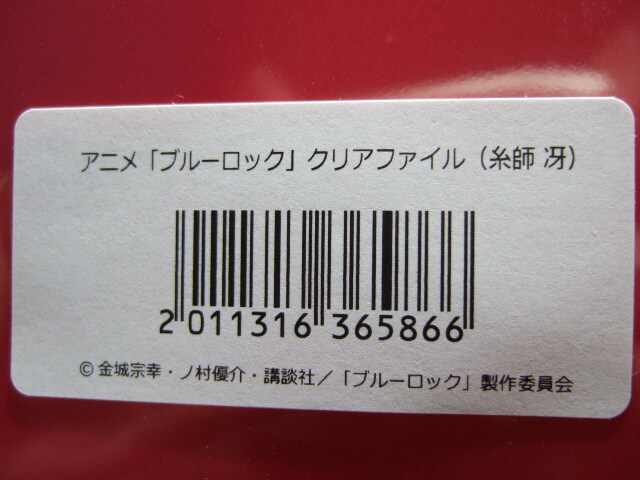 アニメ「ブルーロック」クリアファイル（糸師 冴）
2 011316 365866
© 金城宗幸・ノ村優介・講談社／「ブルーロック」製作委員会